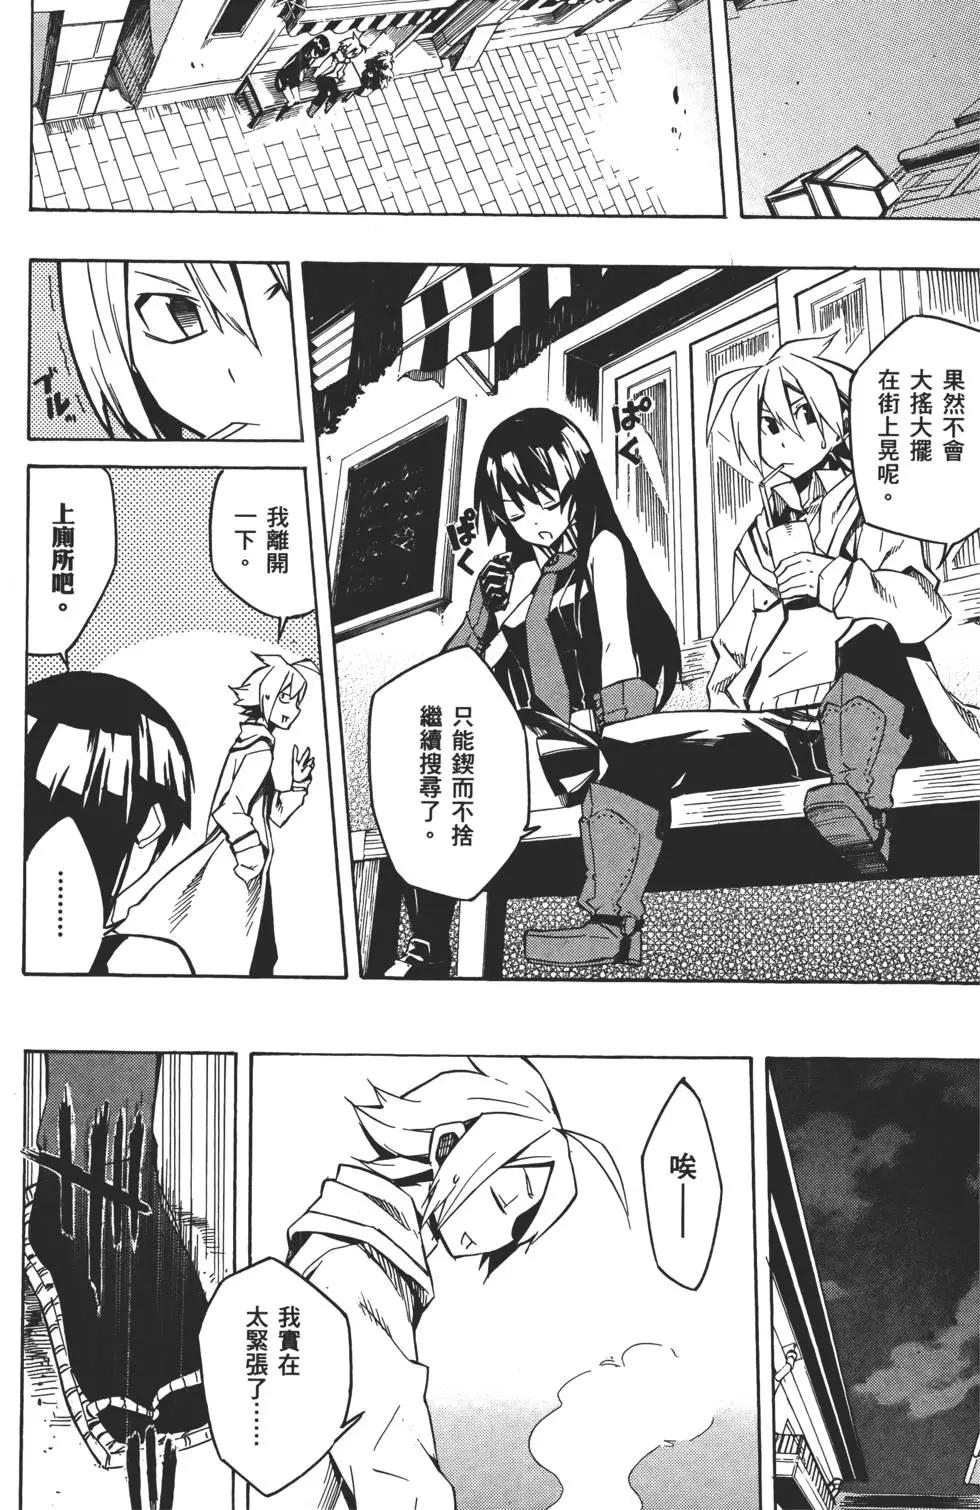 果然不會
大搖大擺
在街上晃呢。
ぱく
ぱく
只能鍥而不捨
繼續搜尋了。
ブル
我離開
一下。
上廁所吧。
………
唉——
我實在
太緊張了……